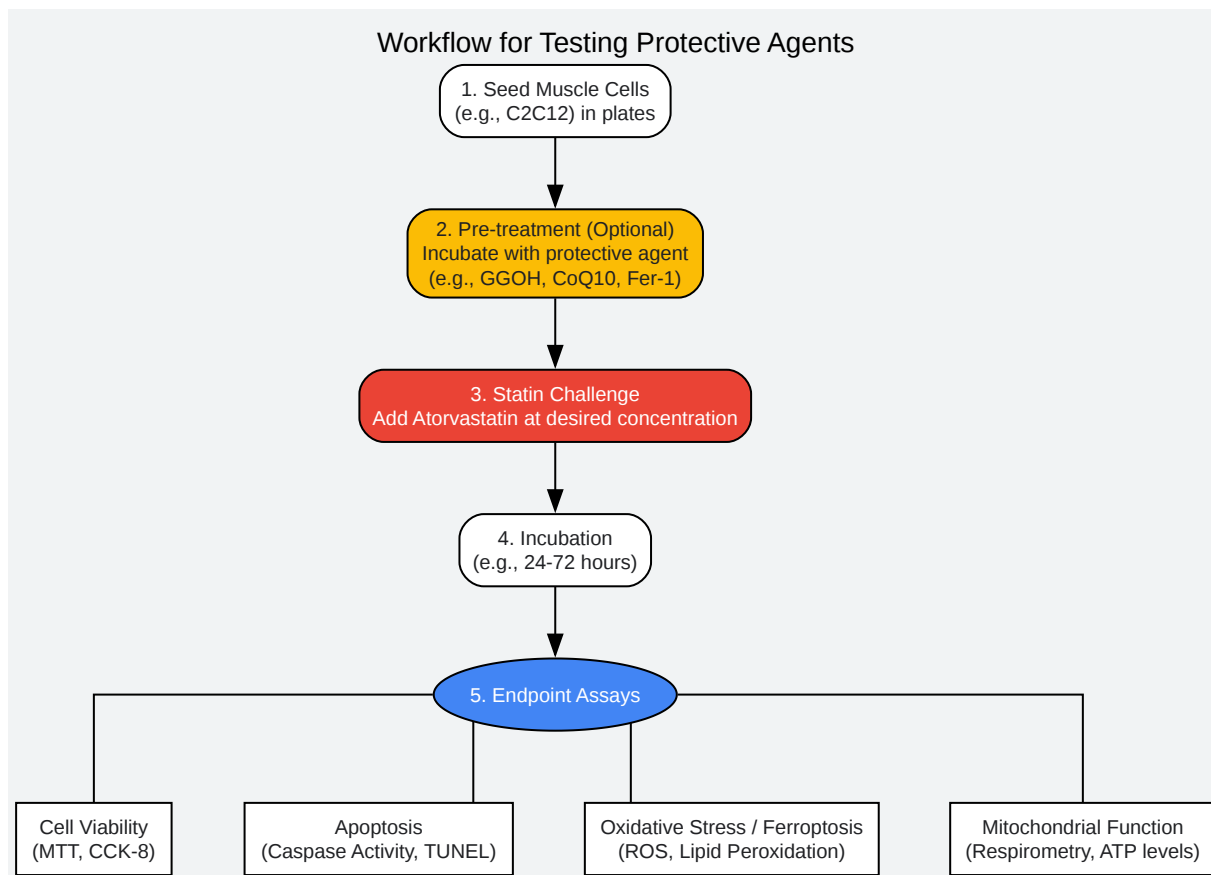 Workflow for Testing Protective Agents
1. Seed Muscle Cells
(e.g., C2C12) in plates
2. Pre-treatment (Optional)
Incubate with protective agent
(e.g., GGOH, CoQ10, Fer-1)
3. Statin Challenge
Add Atorvastatin at desired concentration
4. Incubation
(e.g., 24-72 hours)
5. Endpoint Assays
Cell Viability
(MTT, CCK-8)
Apoptosis
(Caspase Activity, TUNEL)
Oxidative Stress / Ferroptosis
(ROS, Lipid Peroxidation)
Mitochondrial Function
(Respirometry, ATP levels)